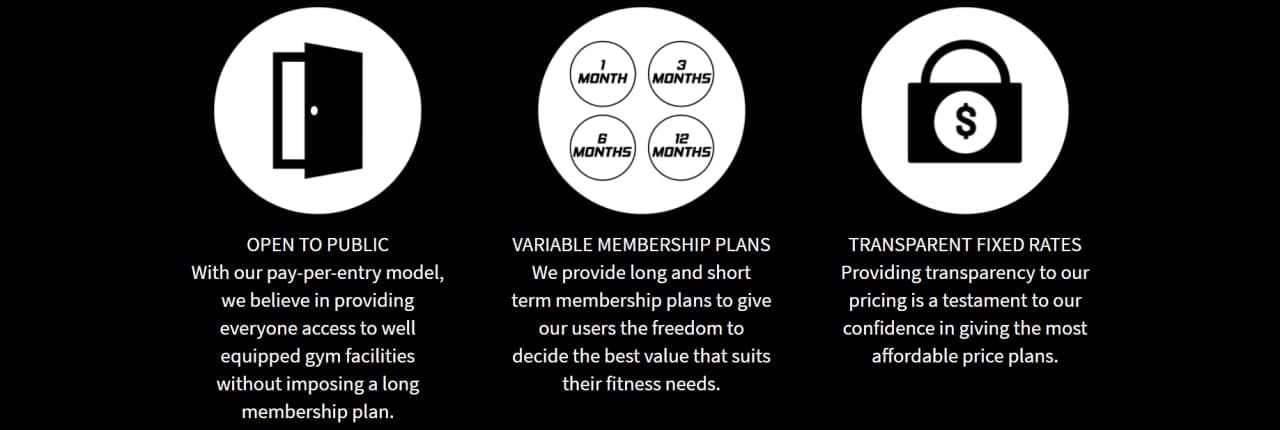 1
MONTH
3
MONTHS
6
MONTHS
12
MONTHS
$
OPEN TO PUBLIC
With our pay-per-entry model,
we believe in providing
everyone access to well
equipped gym facilities
without imposing a long
membership plan.
VARIABLE MEMBERSHIP PLANS
We provide long and short
term membership plans to give
our users the freedom to
decide the best value that suits
their fitness needs.
TRANSPARENT FIXED RATES
Providing transparency to our
pricing is a testament to our
confidence in giving the most
affordable price plans.